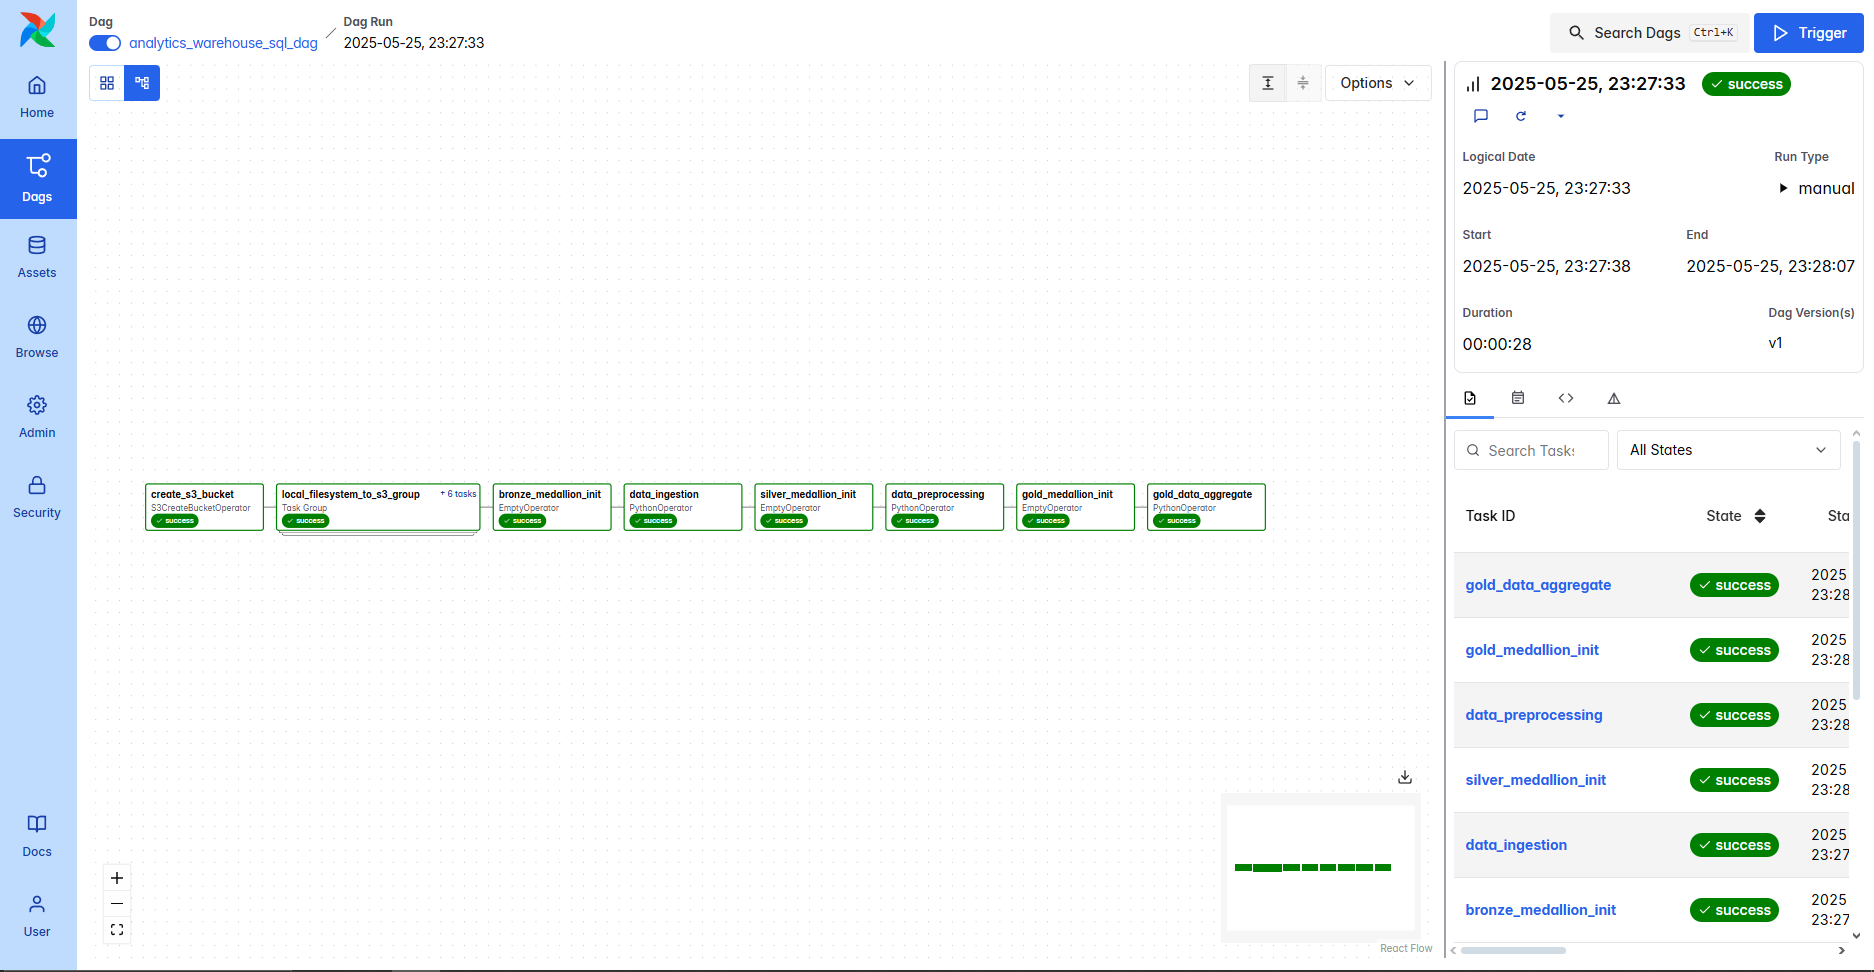 Dag
analytics_warehouse_sql_dag
Dag Run
2025-05-25, 23:27:33
Search Dags Ctrl+K
Trigger
Home
Dags
Assets
Browse
Admin
Security
Docs
User
Options
create_s3_bucket
S3CreateBucketOperator
success
local_filesystem_to_s3_group + 6 tasks
Task Group
success
bronze_medallion_init
EmptyOperator
success
data_ingestion
PythonOperator
success
silver_medallion_init
EmptyOperator
success
data_preprocessing
PythonOperator
success
gold_medallion_init
EmptyOperator
success
gold_data_aggregate
PythonOperator
success
React Flow
2025-05-25, 23:27:33 success
Logical Date Run Type
2025-05-25, 23:27:33 manual
Start End
2025-05-25, 23:27:38 2025-05-25, 23:28:07
Duration Dag Version(s)
00:00:28 v1
Search Tasks All States
Task ID State Sta
gold_data_aggregate success 2025
23:28
gold_medallion_init success 2025
23:28
data_preprocessing success 2025
23:28
silver_medallion_init success 2025
23:28
data_ingestion success 2025
23:27
bronze_medallion_init success 2025
23:27